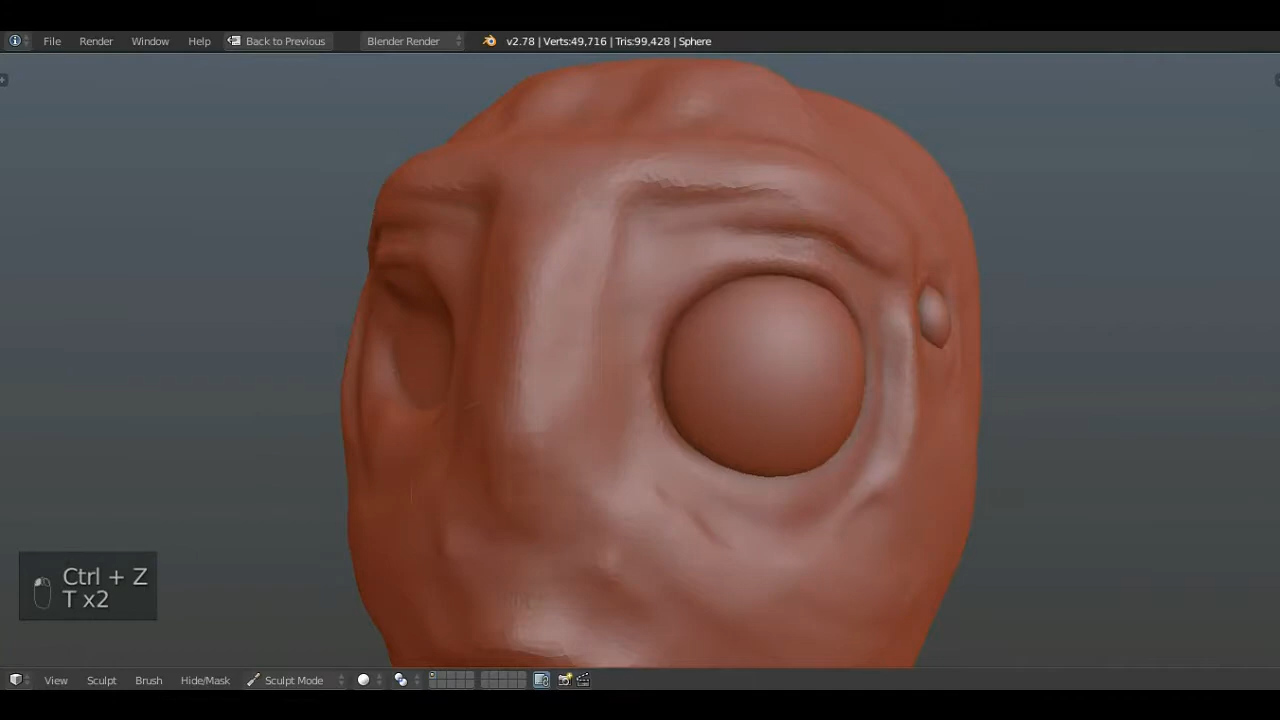 File Render Window Help Back to Previous Blender Render v2.78 | Verts:49,716 | Tris:99,428 | Sphere
Ctrl + Z
T x2
View Sculpt Brush Hide/Mask Sculpt Mode